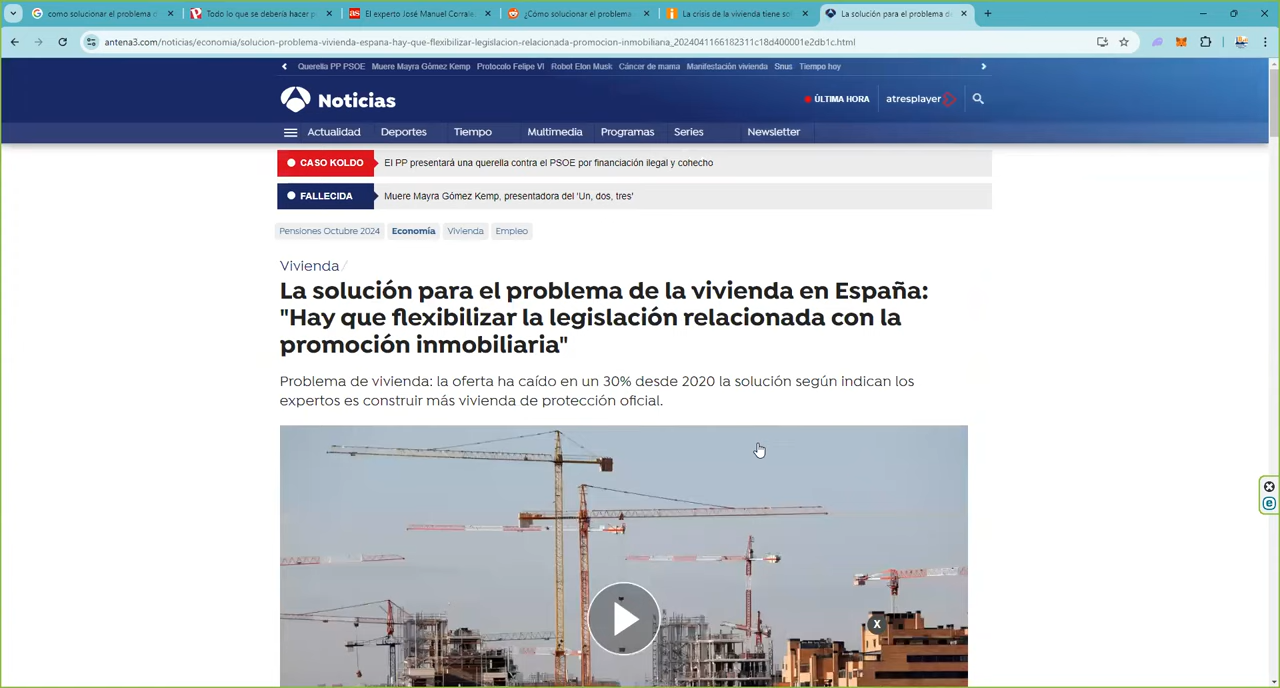 como solucionar el problema d
Todo lo que se debería hacer p
as El experto José Manuel Corrale
¿Cómo solucionar el problema
La crisis de la vivienda tiene so
La solución para el problema d
antena3.com/noticias/economia/solucion-problema-vivienda-espana-hay-que-flexibilizar-legislacion-relacionada-promocion-inmobiliaria_2024041166182311c18d400001e2db1c.html
Querella PP PSOE Muere Mayra Gómez Kemp Protocolo Felipe VI Robot Elon Musk Cáncer de mama Manifestación vivienda Snus Tiempo hoy
Noticias
ÚLTIMA HORA
atresplayer
Actualidad Deportes Tiempo Multimedia Programas Series Newsletter
CASO KOLDO El PP presentará una querella contra el PSOE por financiación ilegal y cohecho
FALLECIDA Muere Mayra Gómez Kemp, presentadora del 'Un, dos, tres'
Pensiones Octubre 2024 Economía Vivienda Empleo
Vivienda /
La solución para el problema de la vivienda en España:
"Hay que flexibilizar la legislación relacionada con la
promoción inmobiliaria"
Problema de vivienda: la oferta ha caído en un 30% desde 2020 la solución según indican los
expertos es construir más vivienda de protección oficial.
X